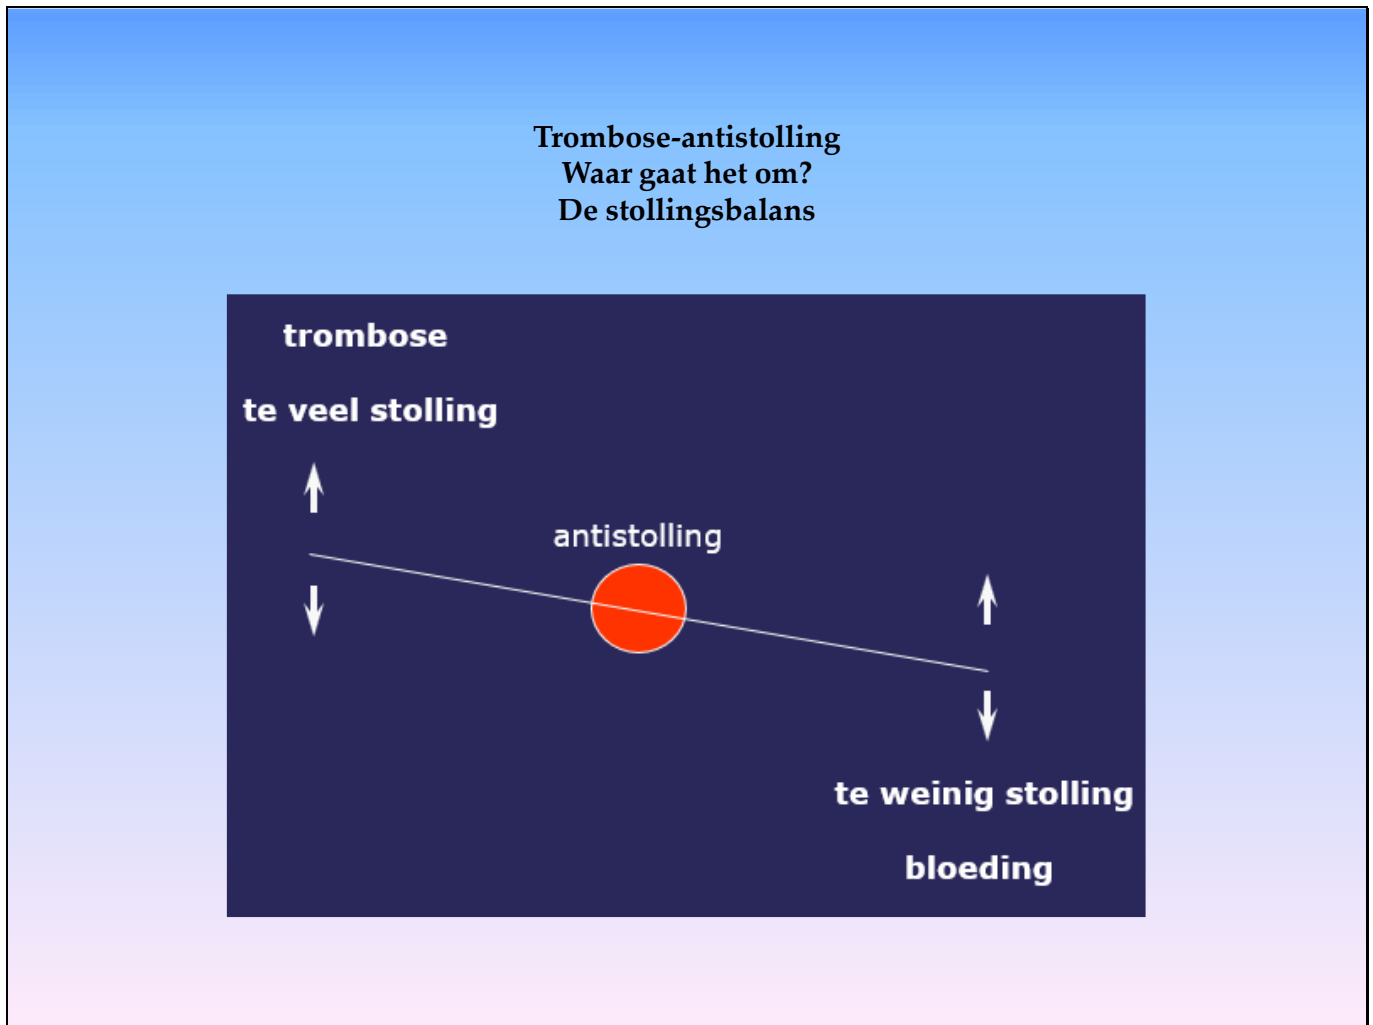 Trombose-antistolling
Waar gaat het om?
De stollingsbalans
trombose
te veel stolling
antistolling
te weinig stolling
bloeding